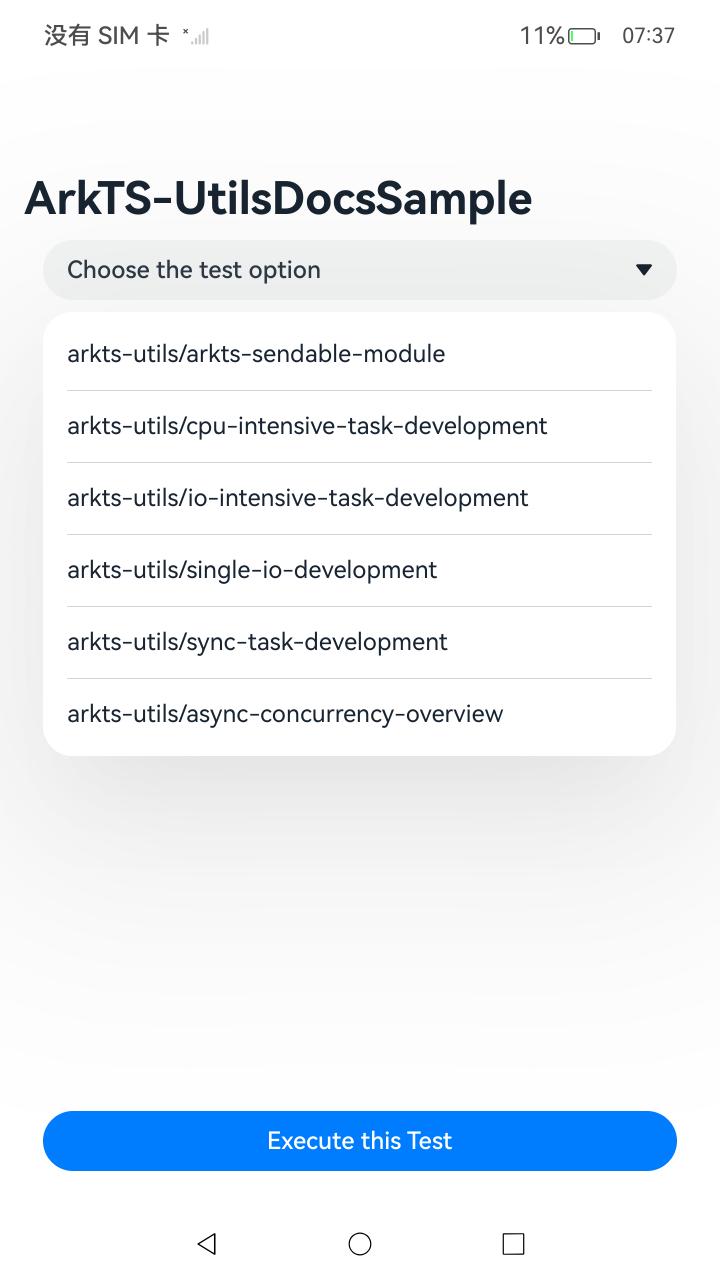 没有 SIM 卡
11%
07:37
ArkTS-UtilsDocsSample
Choose the test option
arkts-utils/arkts-sendable-module
arkts-utils/cpu-intensive-task-development
arkts-utils/io-intensive-task-development
arkts-utils/single-io-development
arkts-utils/sync-task-development
arkts-utils/async-concurrency-overview
Execute this Test